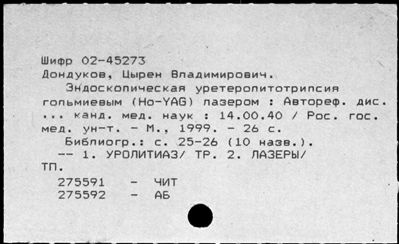 Шифр 02-45273
Дондуков, Цырен Владимирович.
Эндоскопическая уретеролитотрипсия
гольмиевым (Ho-YAG) лазером : Автореф. дис.
... канд. мед. наук : 14.00.40 / Рос. гос.
мед. ун-т. - М., 1999. - 26 с.
Библиогр.: с. 25-26 (10 назв.).
-- 1. УРОЛИТИАЗ/ ТР. 2. ЛАЗЕРЫ/
ТП.
275591 - ЧИТ
275592 - АБ